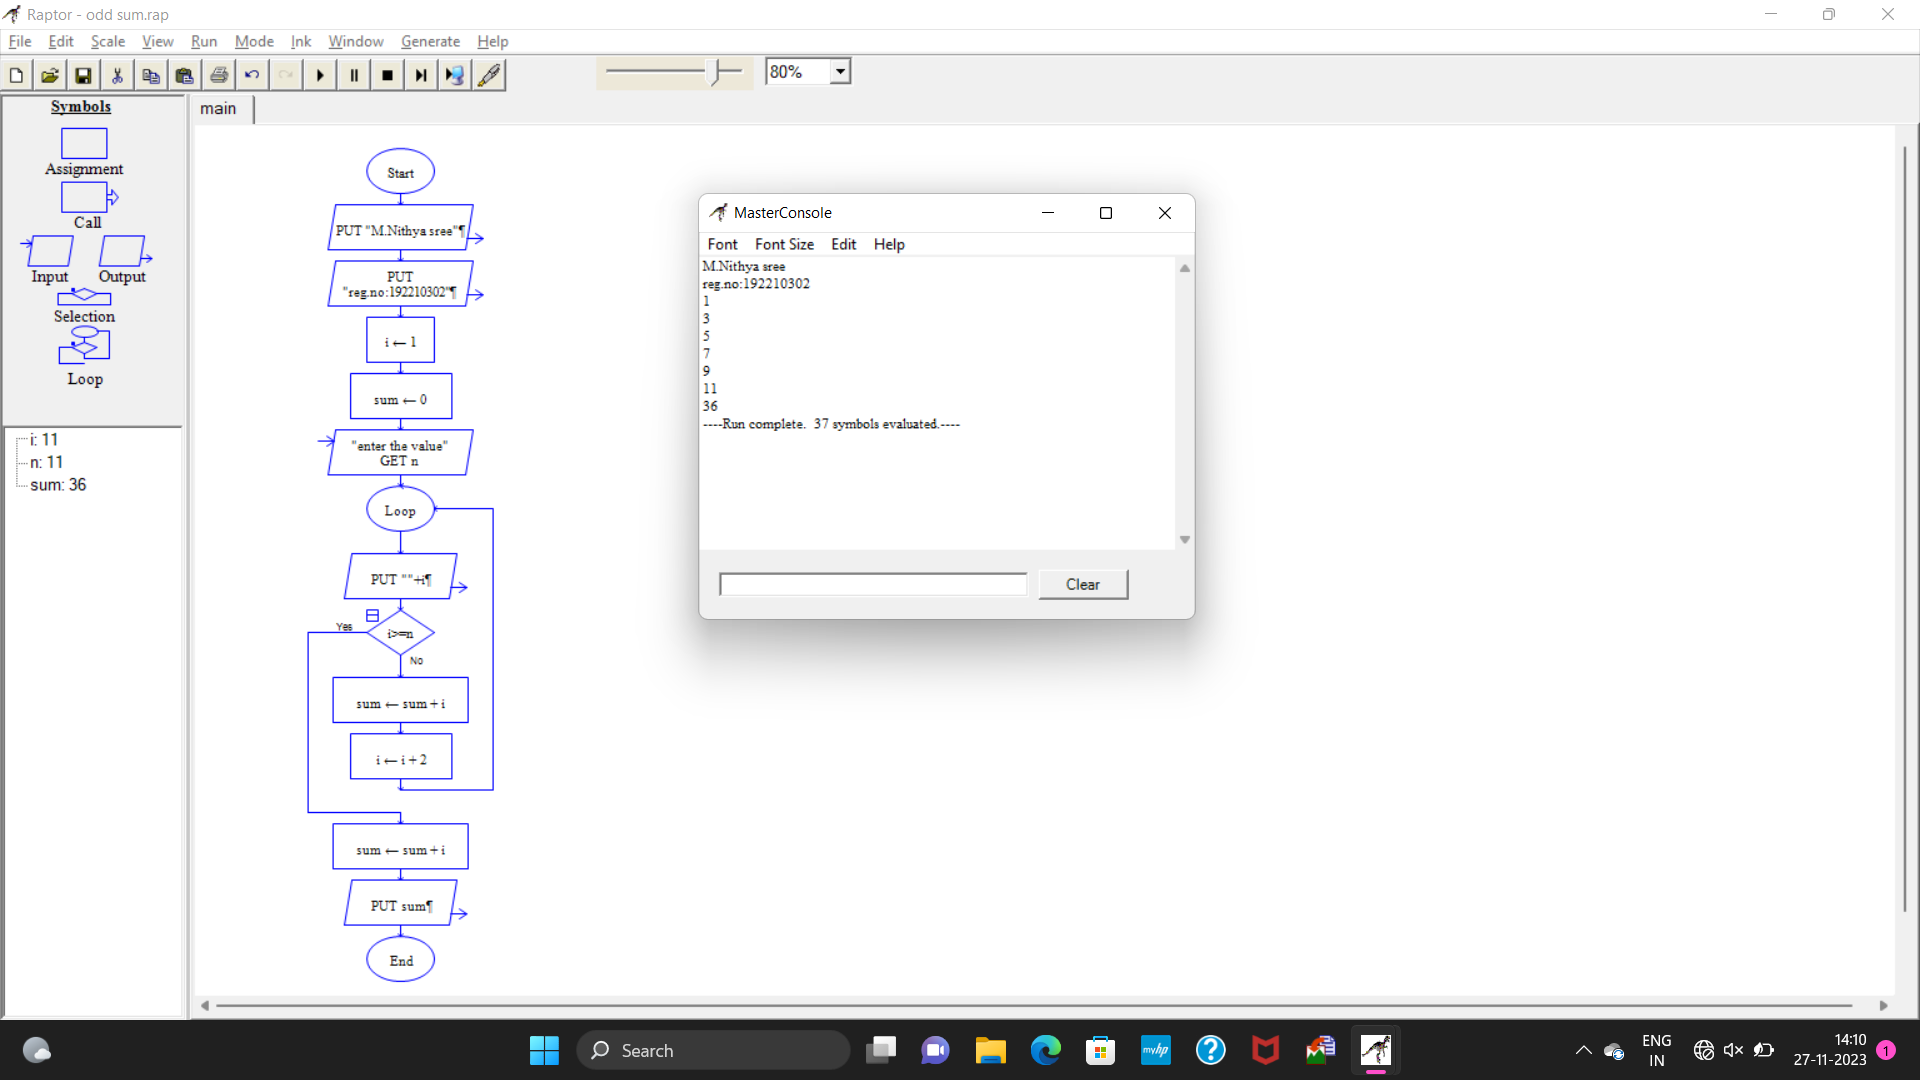 Raptor - odd sum.rap
File Edit Scale View Run Mode Ink Window Generate Help
80%
Symbols
Assignment
Call
Input Output
Selection
Loop
i: 11
n: 11
sum: 36
main
Start
PUT "M.Nithya sree"¶
PUT
"reg.no:192210302"¶
i ← 1
sum ← 0
"enter the value"
GET n
Loop
PUT ""+i¶
Yes
i>=n
No
sum ← sum + i
i ← i + 2
sum ← sum + i
PUT sum¶
End
MasterConsole
Font Font Size Edit Help
M.Nithya sree
reg.no:192210302
1
3
5
7
9
11
36
----Run complete.  37 symbols evaluated.----
Clear
Search
myhp
?
ENG
IN
14:10
27-11-2023
1